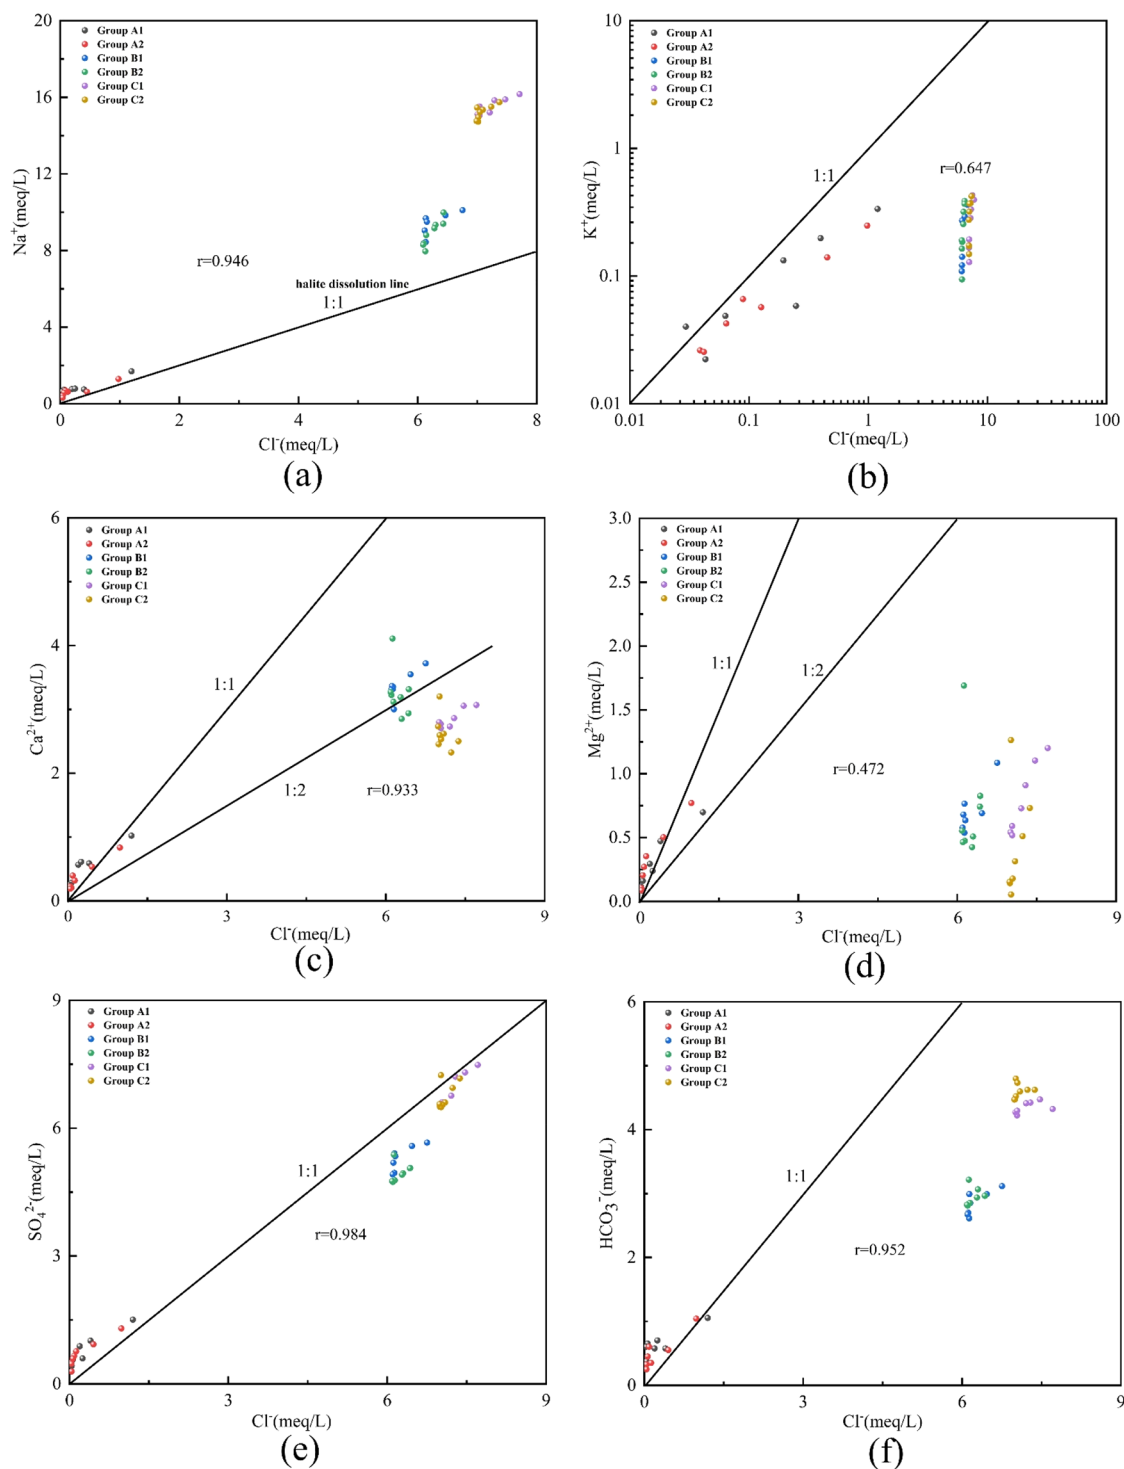 20
16
12
8
4
0
Na⁺(meq/L)
Group A1
Group A2
Group B1
Group B2
Group C1
Group C2
r=0.946
halite dissolution line
1:1
0 2 4 6 8
Cl⁻(meq/L)
(a)
10
1
0.1
0.01
K⁺(meq/L)
Group A1
Group A2
Group B1
Group B2
Group C1
Group C2
1:1
r=0.647
0.01 0.1 1 10 100
Cl⁻(meq/L)
(b)
6
4
2
0
Ca²⁺(meq/L)
Group A1
Group A2
Group B1
Group B2
Group C1
Group C2
1:1
1:2
r=0.933
0 3 6 9
Cl⁻(meq/L)
(c)
3.0
2.5
2.0
1.5
1.0
0.5
0.0
Mg²⁺(meq/L)
Group A1
Group A2
Group B1
Group B2
Group C1
Group C2
1:1
1:2
r=0.472
0 3 6 9
Cl⁻(meq/L)
(d)
9
6
3
0
SO₄²⁻(meq/L)
Group A1
Group A2
Group B1
Group B2
Group C1
Group C2
1:1
r=0.984
0 3 6 9
Cl⁻(meq/L)
(e)
6
4
2
0
HCO₃⁻(meq/L)
Group A1
Group A2
Group B1
Group B2
Group C1
Group C2
1:1
r=0.952
0 3 6 9
Cl⁻(meq/L)
(f)